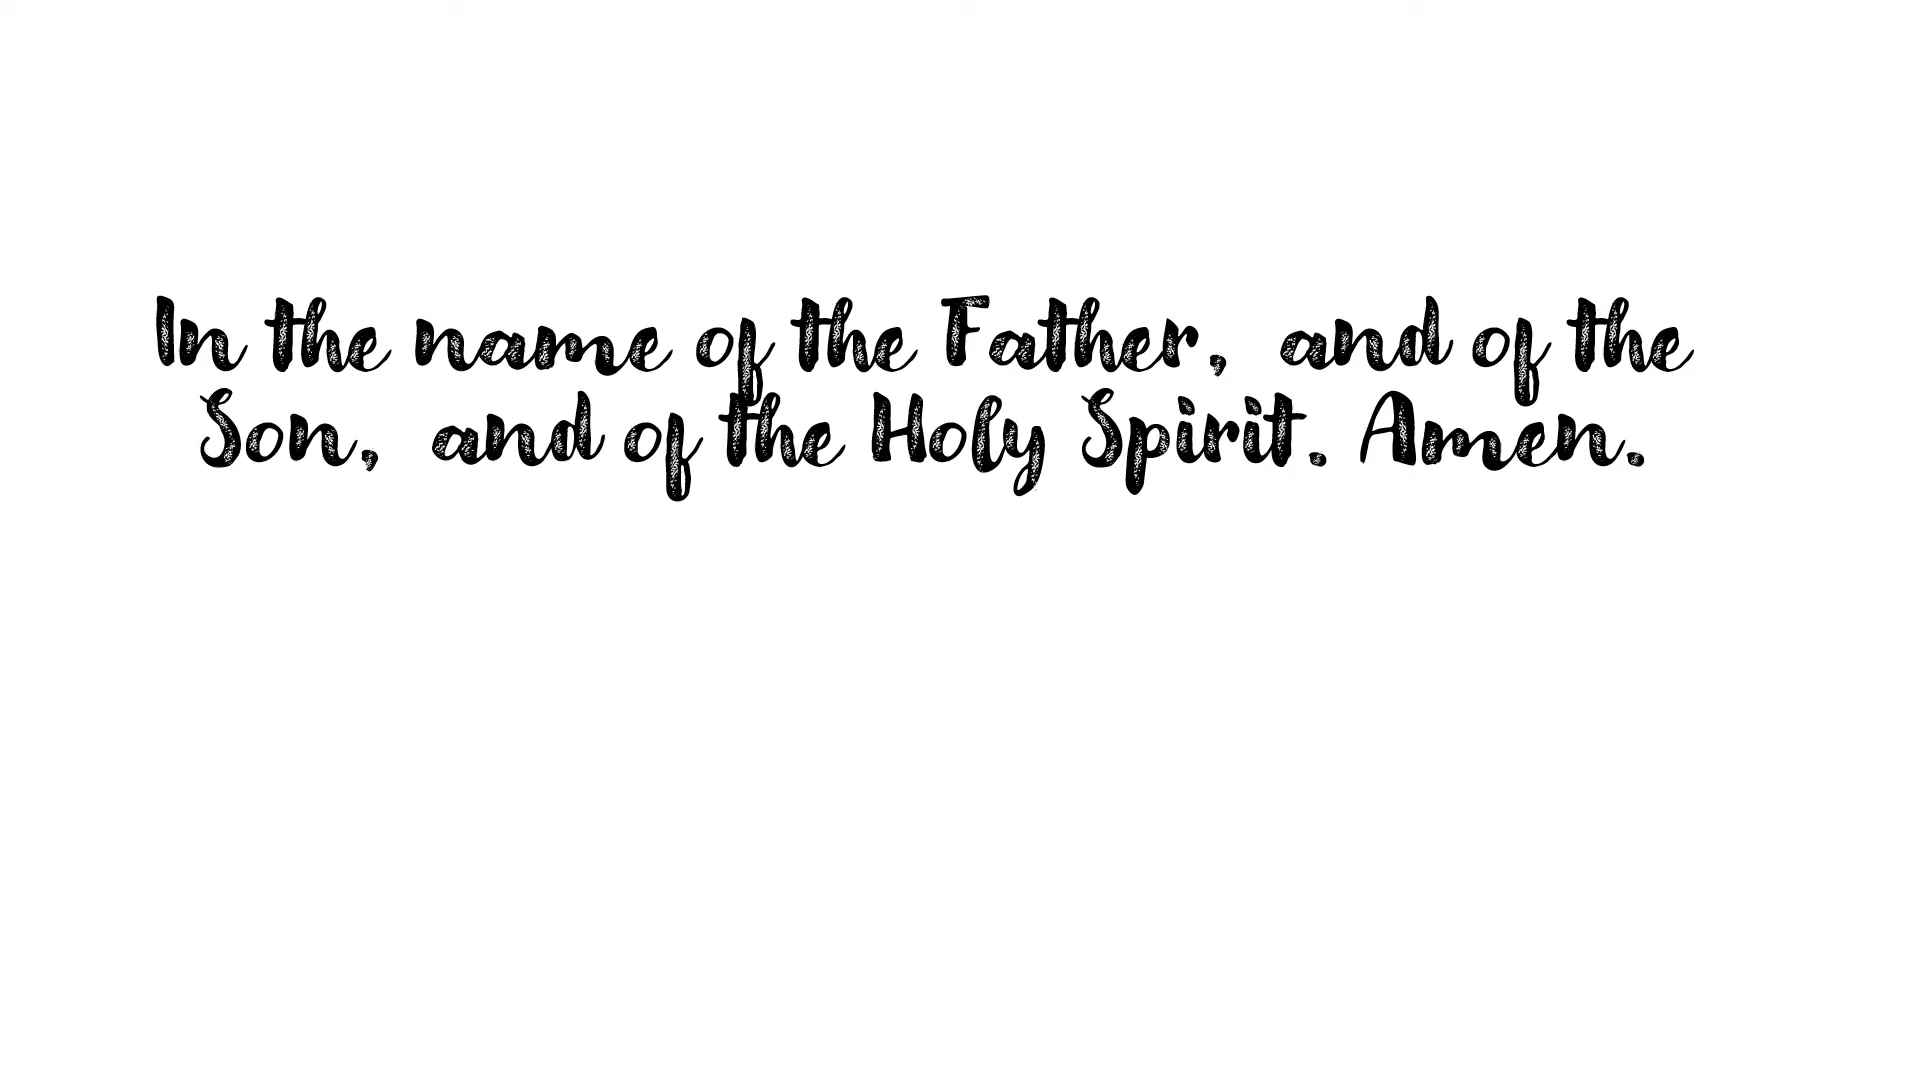 In the name of the Father, and of the
Son, and of the Holy Spirit. Amen.